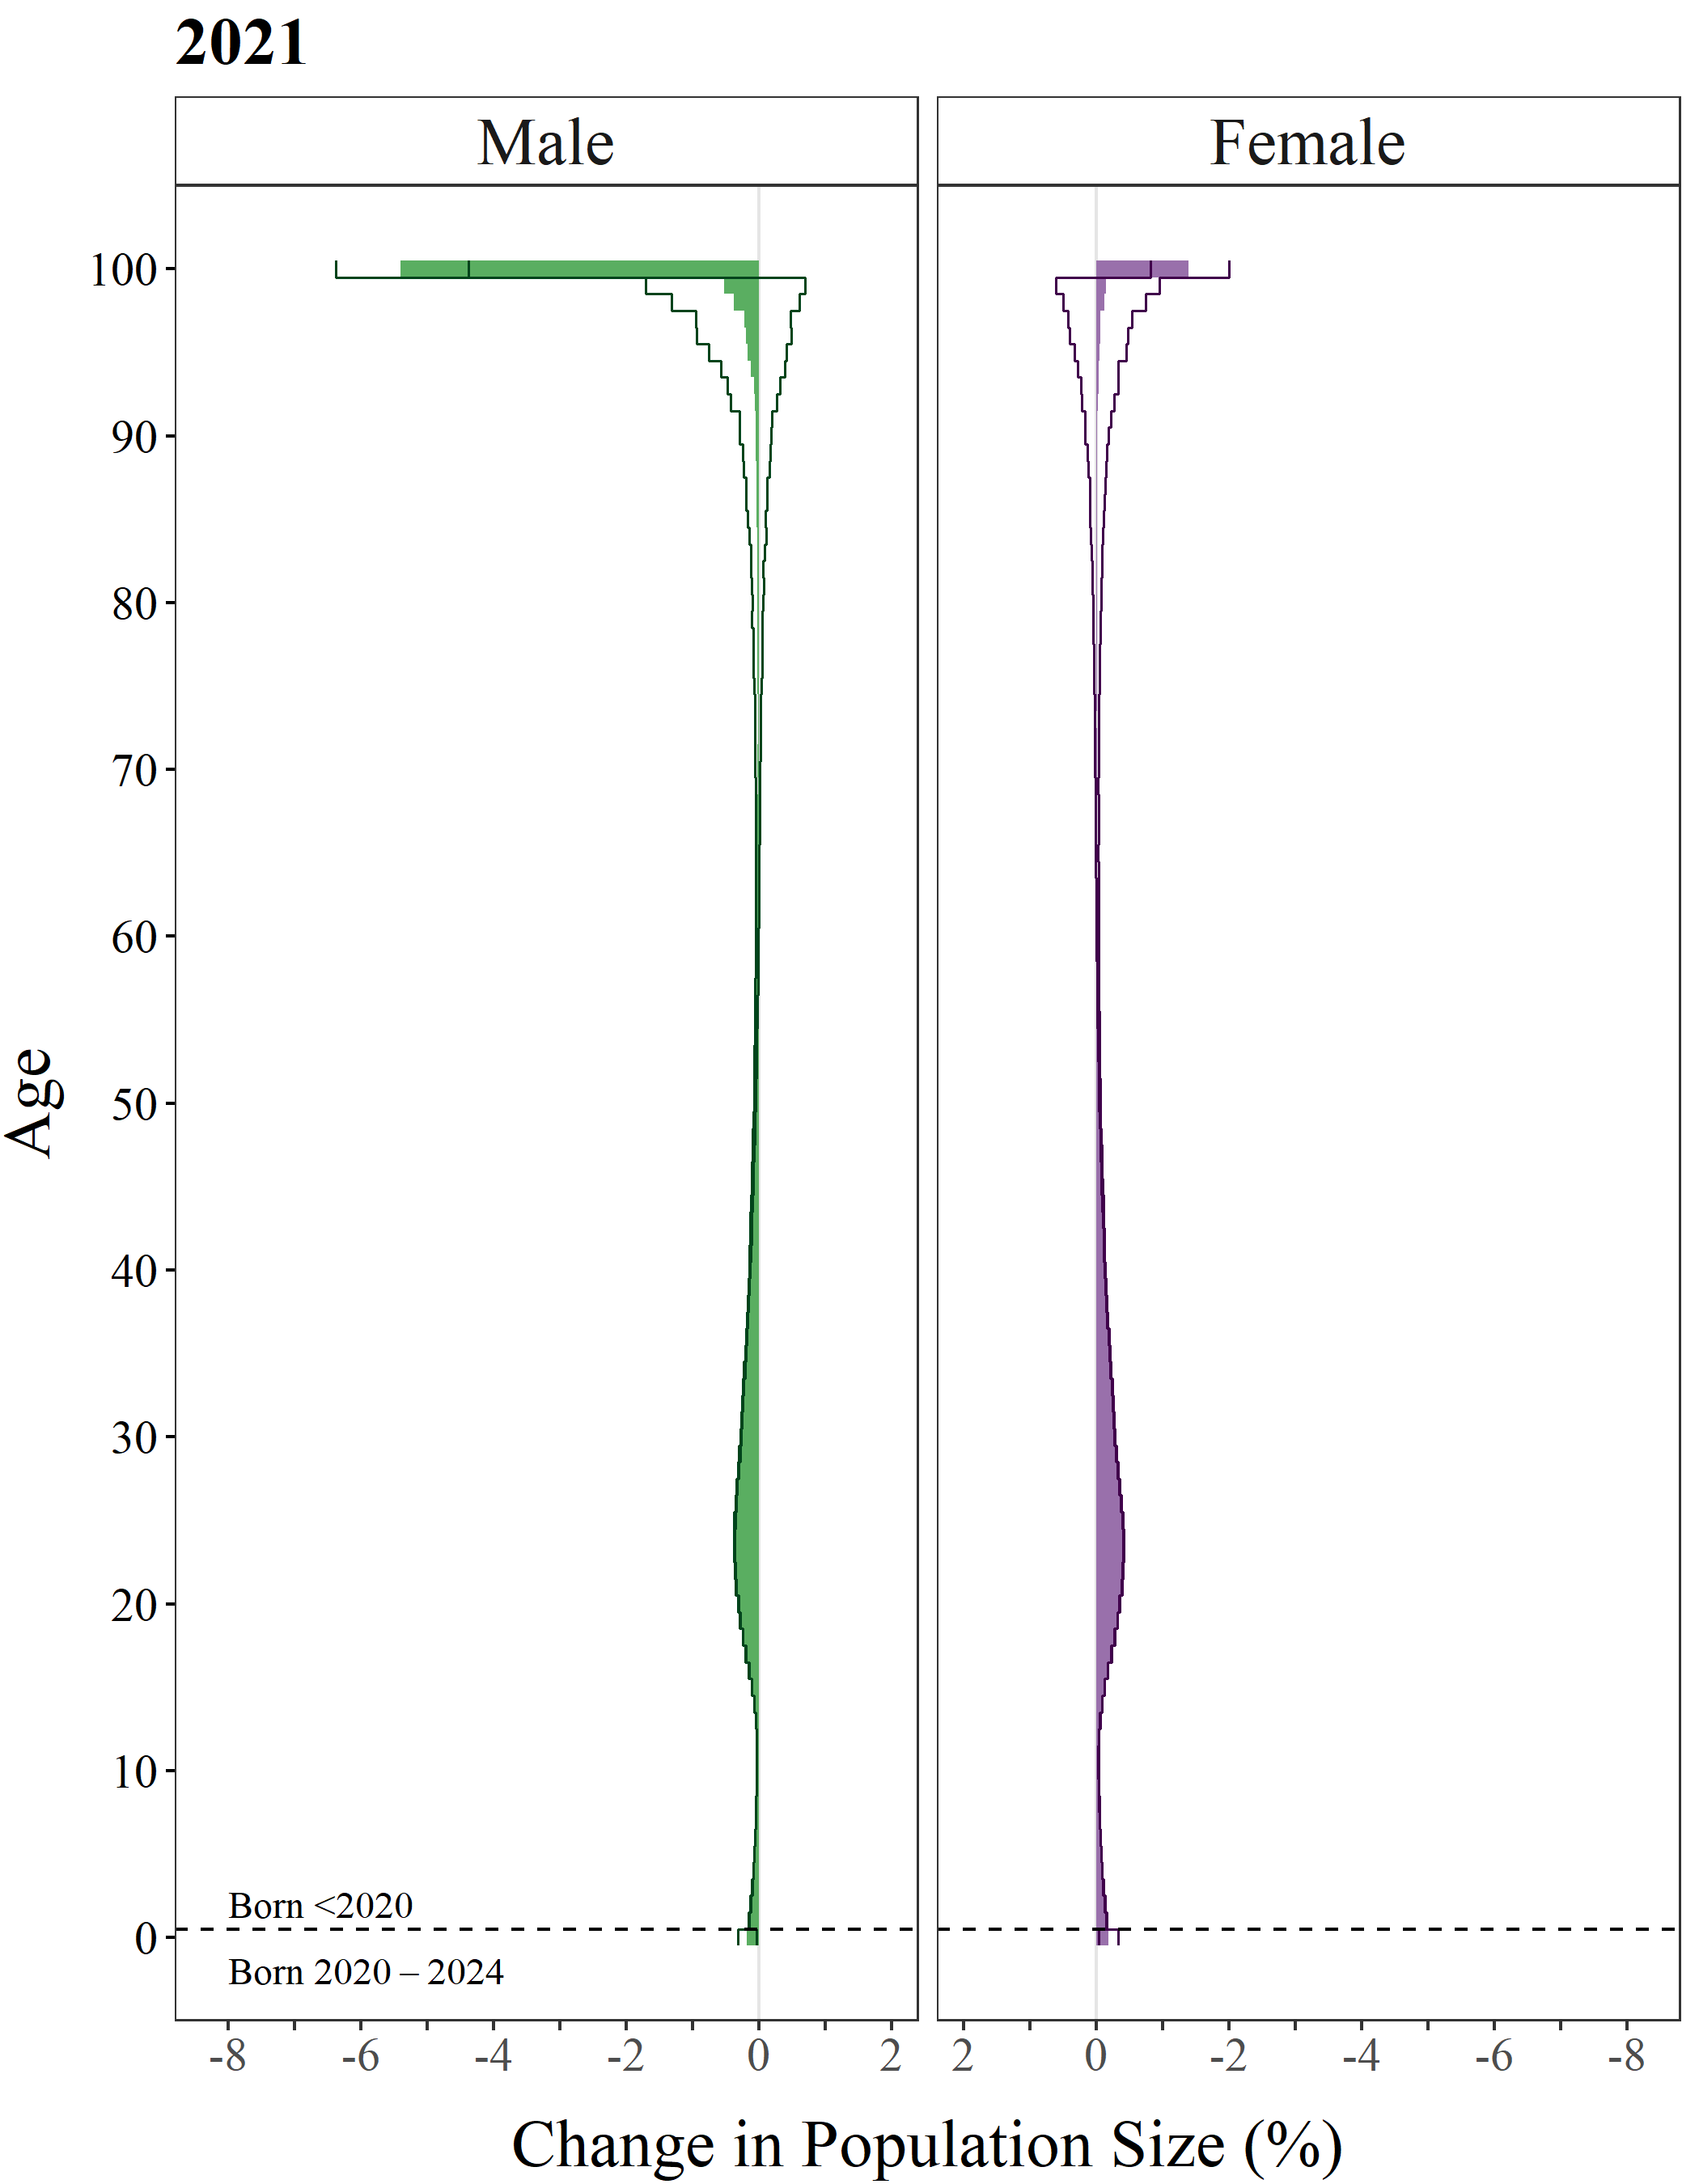 2021
Male Female
100
90
80
70
60
50
40
30
20
10
0
Age
Born <2020
Born 2020 – 2024
-8 -6 -4 -2 0 2 2 0 -2 -4 -6 -8
Change in Population Size (%)